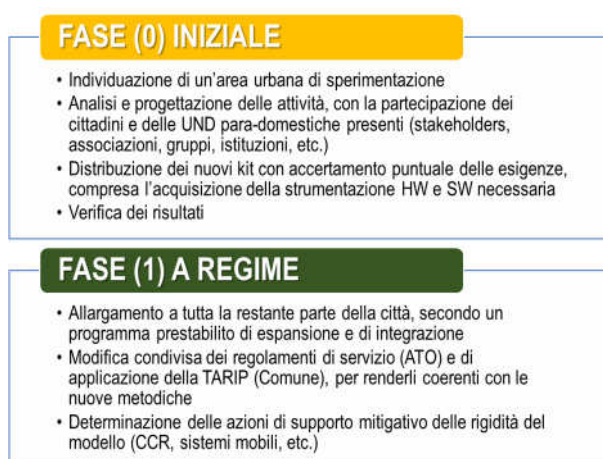 FASE (0) INIZIALE
• Individuazione di un'area urbana di sperimentazione
• Analisi e progettazione delle attività, con la partecipazione dei
cittadini e delle UND para-domestiche presenti (stakeholders,
associazioni, gruppi, istituzioni, etc.)
• Distribuzione dei nuovi kit con accertamento puntuale delle esigenze,
compresa l'acquisizione della strumentazione HW e SW necessaria
• Verifica dei risultati
FASE (1) A REGIME
• Allargamento a tutta la restante parte della città, secondo un
programma prestabilito di espansione e di integrazione
• Modifica condivisa dei regolamenti di servizio (ATO) e di
applicazione della TARIP (Comune), per renderli coerenti con le
nuove metodiche
• Determinazione delle azioni di supporto mitigativo delle rigidità del
modello (CCR, sistemi mobili, etc.)